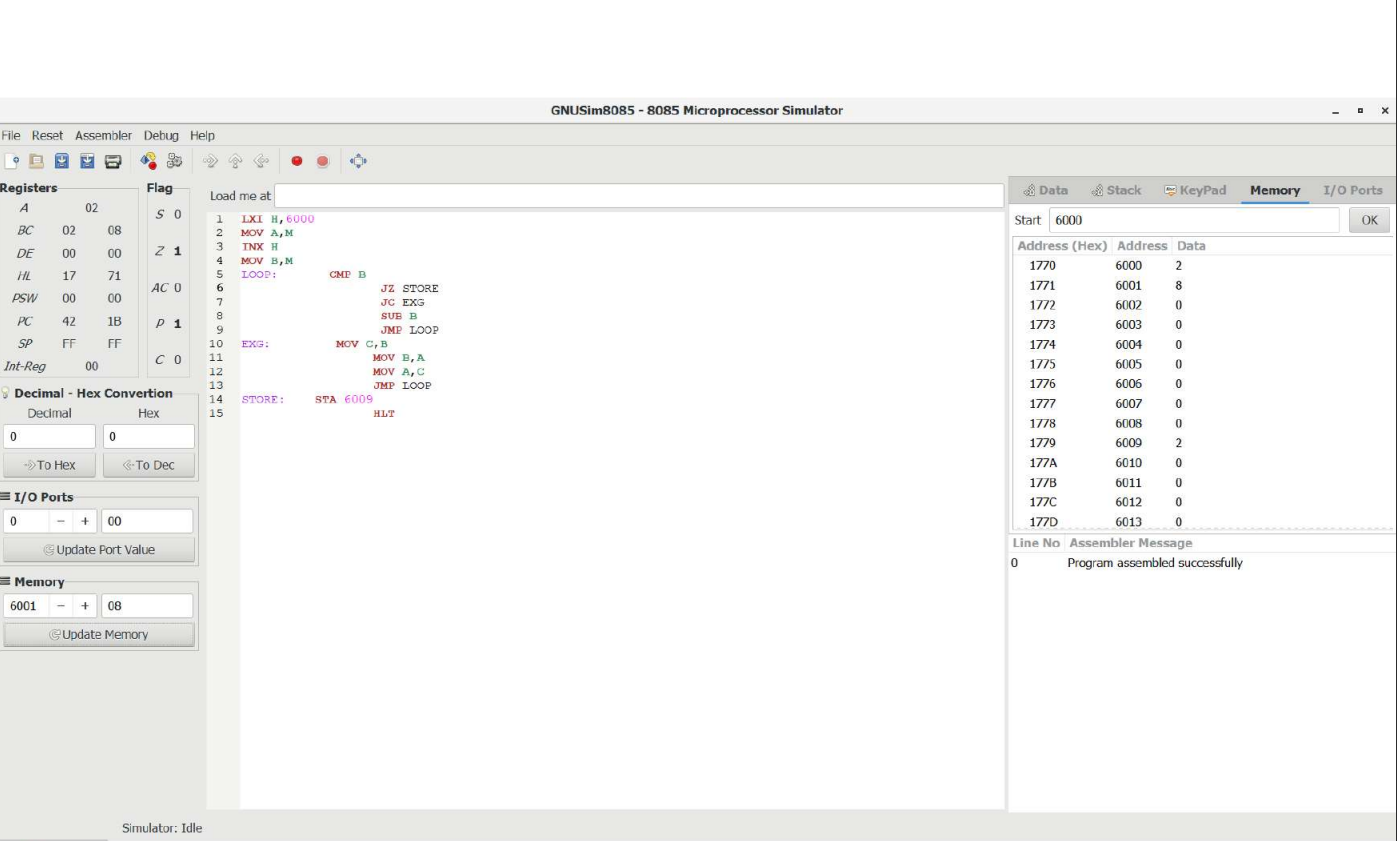 GNUSim8085 - 8085 Microprocessor Simulator
File Reset Assembler Debug Help
Registers
A 02
BC 02 08
DE 00 00
HL 17 71
PSW 00 00
PC 42 1B
SP FF FF
Int-Reg 00
Flag
S 0
Z 1
AC 0
P 1
C 0
Decimal - Hex Convertion
Decimal Hex
0 0
To Hex To Dec
I/O Ports
0 - + 00
Update Port Value
Memory
6001 - + 08
Update Memory
Load me at
1 LXI H,6000
2 MOV A,M
3 INX H
4 MOV B,M
5 LOOP: CMP B
6 JZ STORE
7 JC EXG
8 SUB B
9 JMP LOOP
10 EXG: MOV C,B
11 MOV B,A
12 MOV A,C
13 JMP LOOP
14 STORE: STA 6009
15 HLT
Data Stack KeyPad Memory I/O Ports
Start 6000 OK
Address (Hex) Address Data
1770 6000 2
1771 6001 8
1772 6002 0
1773 6003 0
1774 6004 0
1775 6005 0
1776 6006 0
1777 6007 0
1778 6008 0
1779 6009 2
177A 6010 0
177B 6011 0
177C 6012 0
177D 6013 0
Line No Assembler Message
0 Program assembled successfully
Simulator: Idle